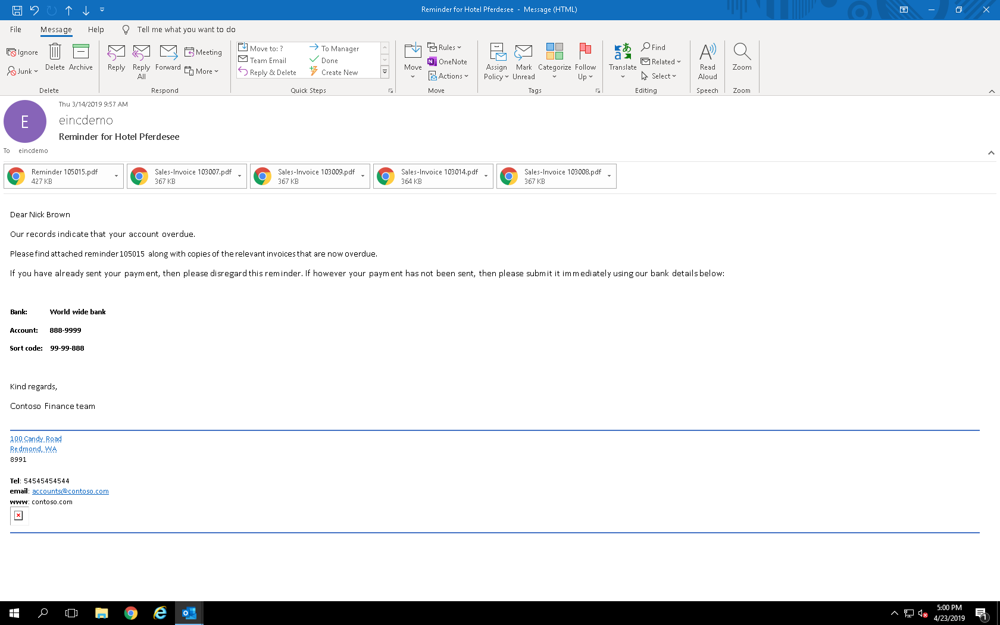 Reminder for Hotel Pferdesee - Message (HTML)
File Message Help Tell me what you want to do
Ignore
Junk
Delete
Archive
Delete
Reply
Reply All
Forward
Meeting
More
Respond
Move to: ?
Team Email
Reply & Delete
To Manager
Done
Create New
Quick Steps
Move
Rules
OneNote
Actions
Move
Assign Policy
Mark Unread
Categorize
Follow Up
Tags
Translate
Find
Related
Select
Editing
Read Aloud
Speech
Zoom
Zoom
Thu 3/14/2019 9:57 AM
E
eincdemo
Reminder for Hotel Pferdesee
To eincdemo
Reminder 105015.pdf
427 KB
Sales-Invoice 103007.pdf
367 KB
Sales-Invoice 103009.pdf
367 KB
Sales-Invoice 103014.pdf
364 KB
Sales-Invoice 103008.pdf
367 KB
Dear Nick Brown
Our records indicate that your account overdue.
Please find attached reminder 105015 along with copies of the relevant invoices that are now overdue.
If you have already sent your payment, then please disregard this reminder. If however your payment has not been sent, then please submit it immediately using our bank details below:
Bank: World wide bank
Account: 888-9999
Sort code: 99-99-888
Kind regards,
Contoso Finance team
100 Candy Road
Redmond, WA
8991
Tel: 54545454544
email: accounts@contoso.com
www: contoso.com
5:00 PM
4/23/2019
1